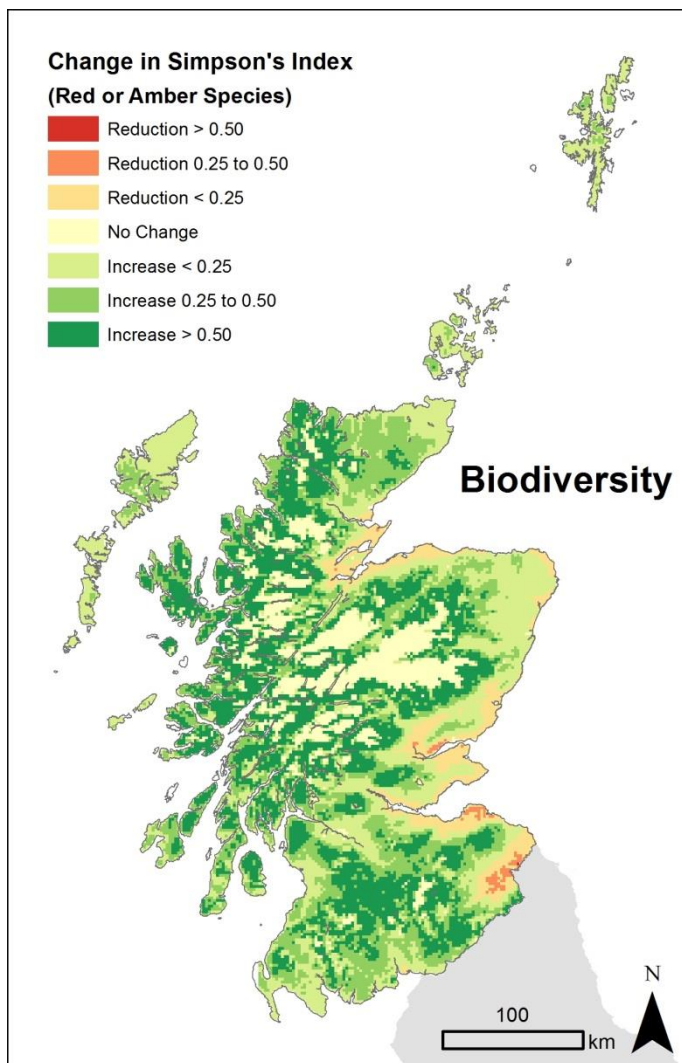 Change in Simpson's Index
(Red or Amber Species)
Reduction > 0.50
Reduction 0.25 to 0.50
Reduction < 0.25
No Change
Increase < 0.25
Increase 0.25 to 0.50
Increase > 0.50
Biodiversity
N
100
km